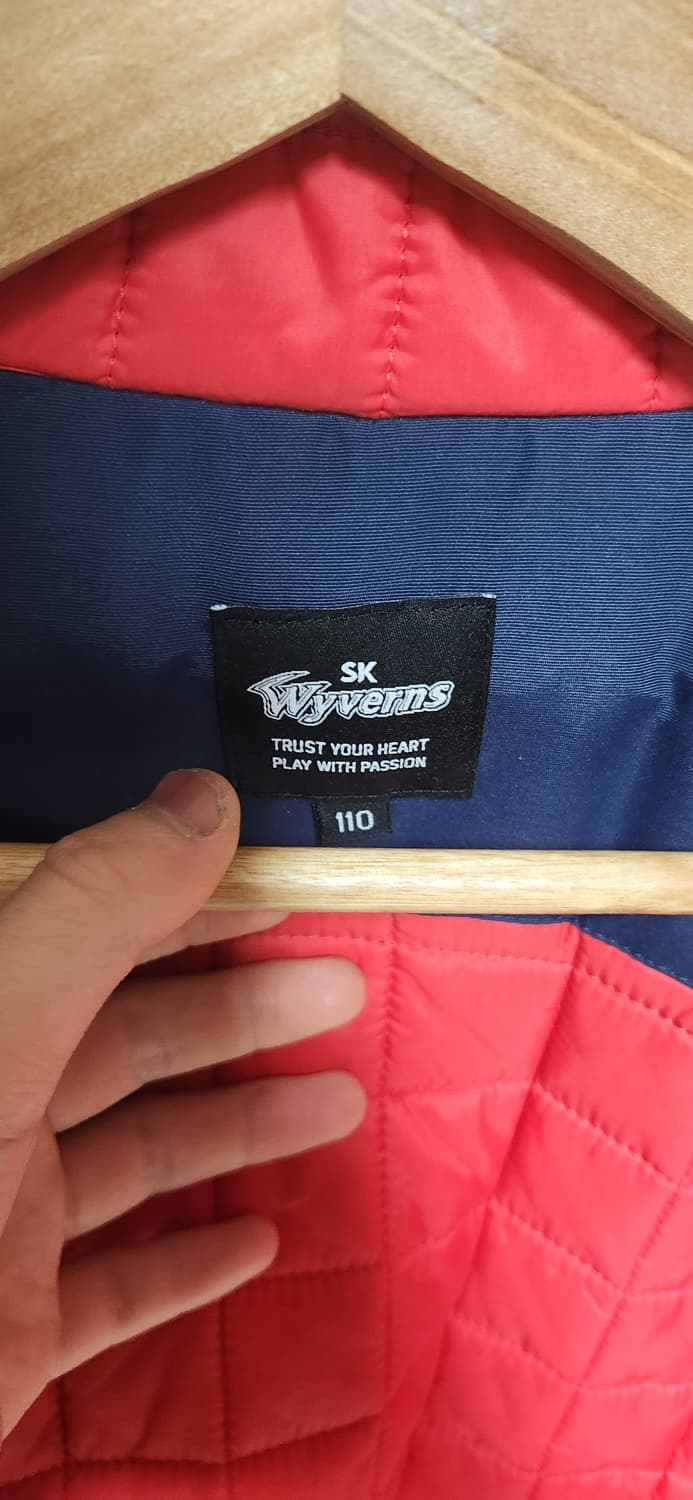 SK
Wyverns
TRUST YOUR HEART
PLAY WITH PASSION
110